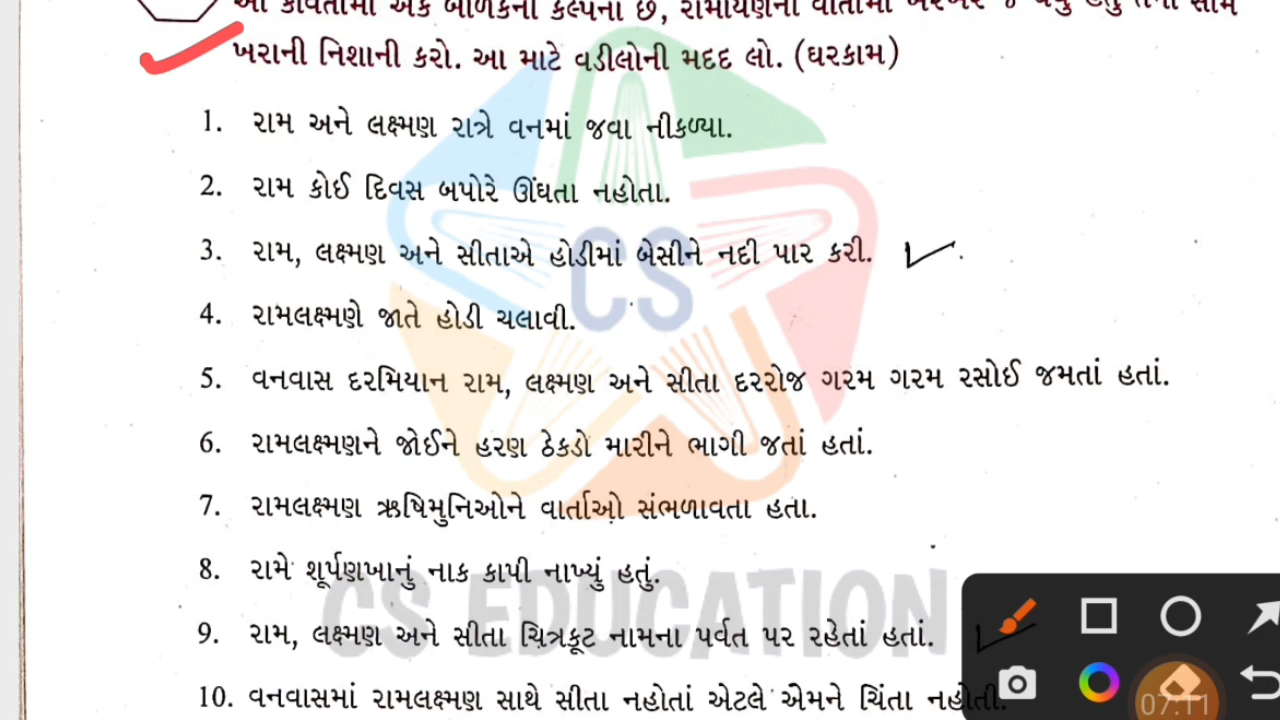 ખરાની નિશાની કરો. આ માટે વડીલોની મદદ લો. (ઘરકામ)
1. રામ અને લક્ષ્મણ રાત્રે વનમાં જવા નીકળ્યા.
2. રામ કોઈ દિવસ બપોરે ઊંઘતા નહોતા.
3. રામ, લક્ષ્મણ અને સીતાએ હોડીમાં બેસીને નદી પાર કરી.
CS
4. રામલક્ષ્મણે જાતે હોડી ચલાવી.
5. વનવાસ દરમિયાન રામ, લક્ષ્મણ અને સીતા દરરોજ ગરમ ગરમ રસોઈ જમતાં હતાં.
6. રામલક્ષ્મણને જોઈને હરણ ઠેકડો મારીને ભાગી જતાં હતાં.
7. રામલક્ષ્મણ ઋષિમુનિઓને વાર્તાઓ સંભળાવતા હતા.
8. રામે શૂર્પણખાનું નાક કાપી નાખ્યું હતું.
CS EDUCATION
9. રામ, લક્ષ્મણ અને સીતા ચિત્રકૂટ નામના પર્વત પર રહેતાં હતાં.
10. વનવાસમાં રામલક્ષ્મણ સાથે સીતા નહોતાં એટલે એમને ચિંતા નહોતી.
07:11